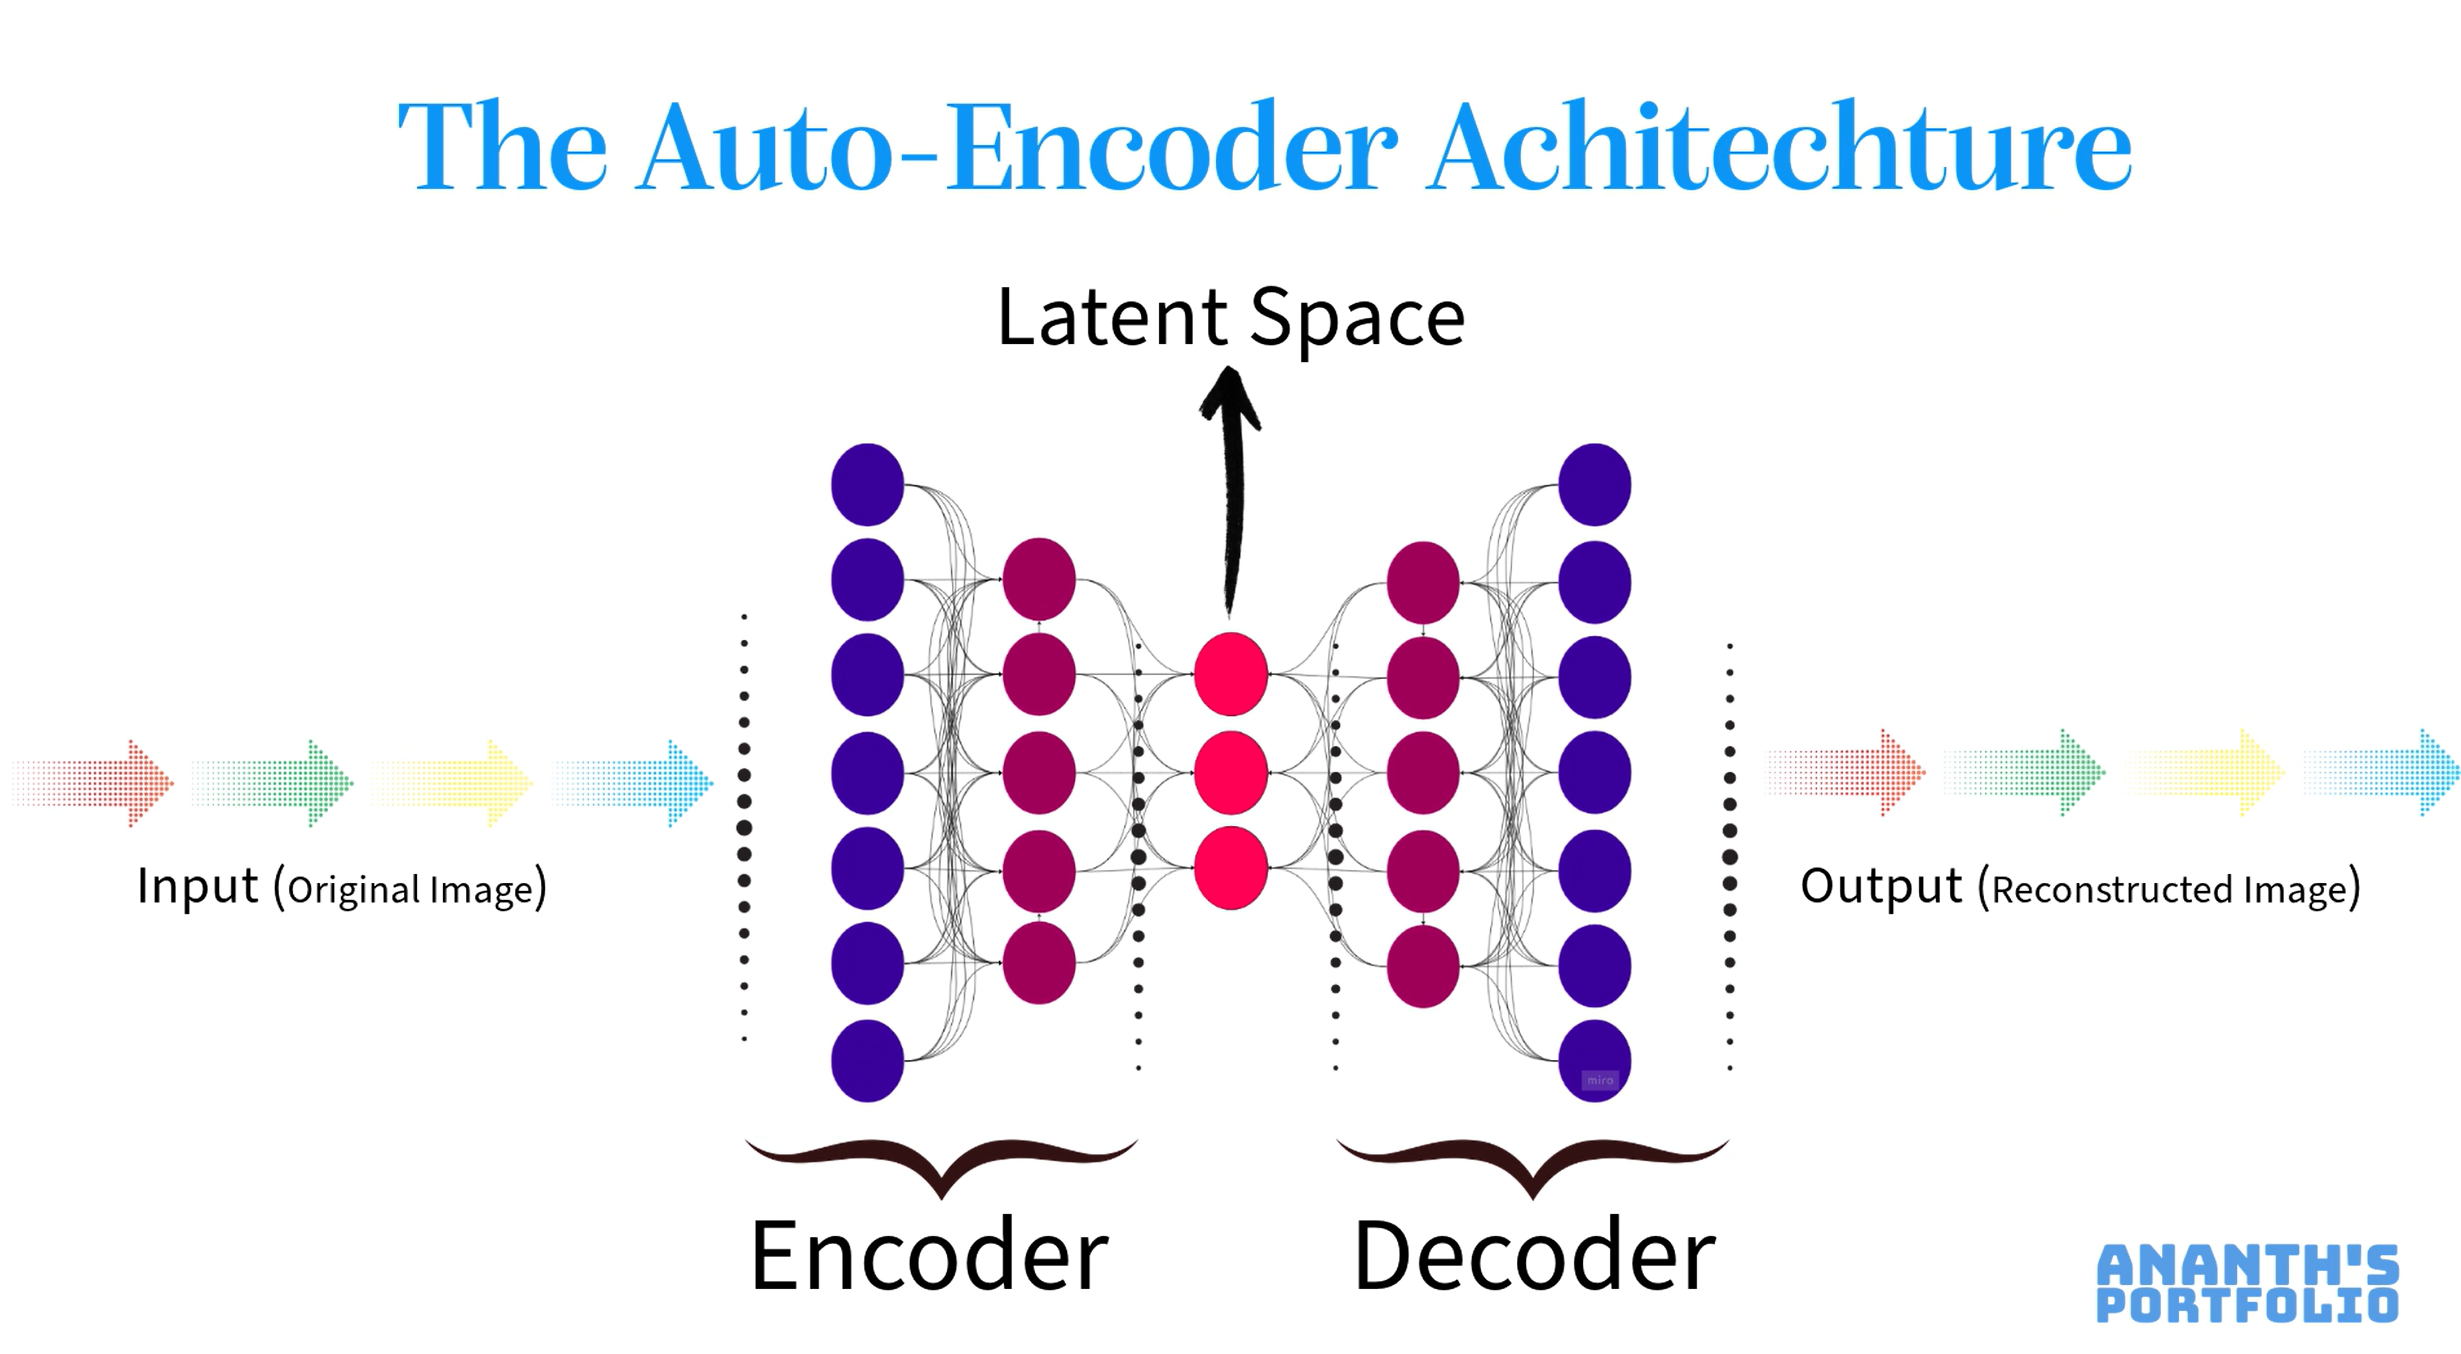 The Auto-Encoder Achitechture
Latent Space
Input (Original Image)
Output (Reconstructed Image)
miro
Encoder
Decoder
ANANTH'S
PORTFOLIO